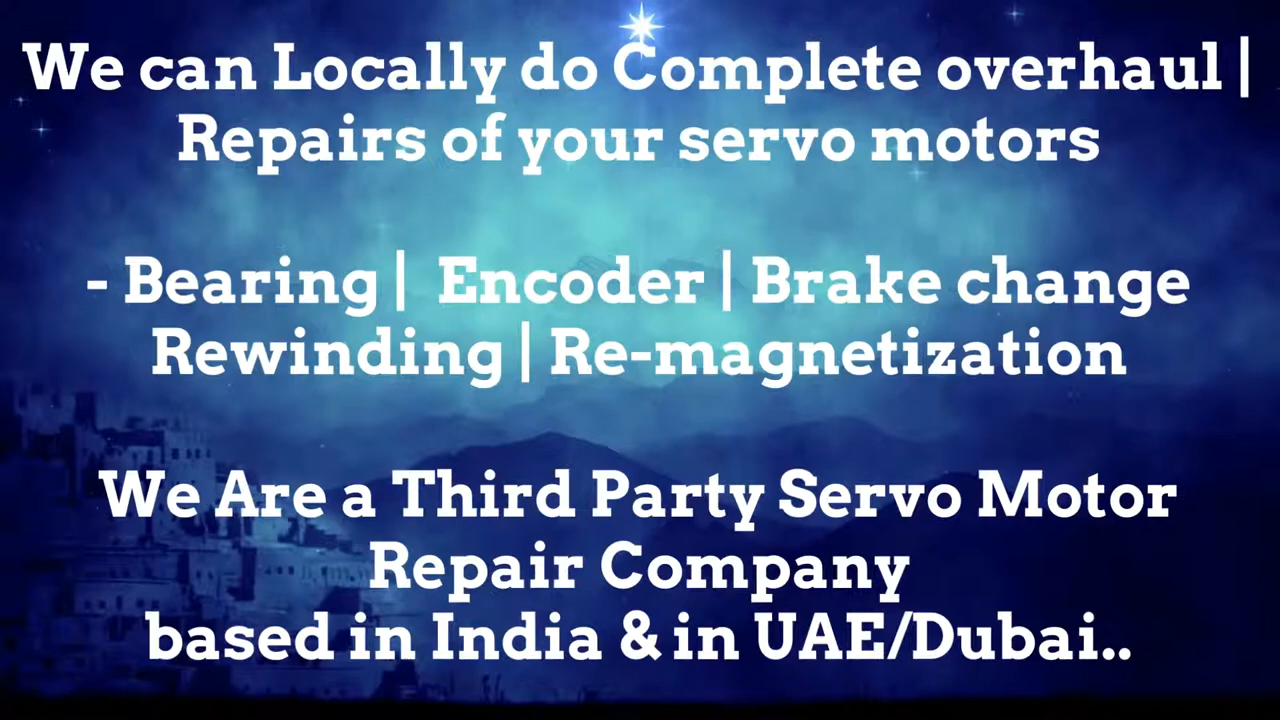 We can Locally do Complete overhaul |
Repairs of your servo motors
- Bearing | Encoder | Brake change
Rewinding | Re-magnetization
We Are a Third Party Servo Motor
Repair Company
based in India & in UAE/Dubai..